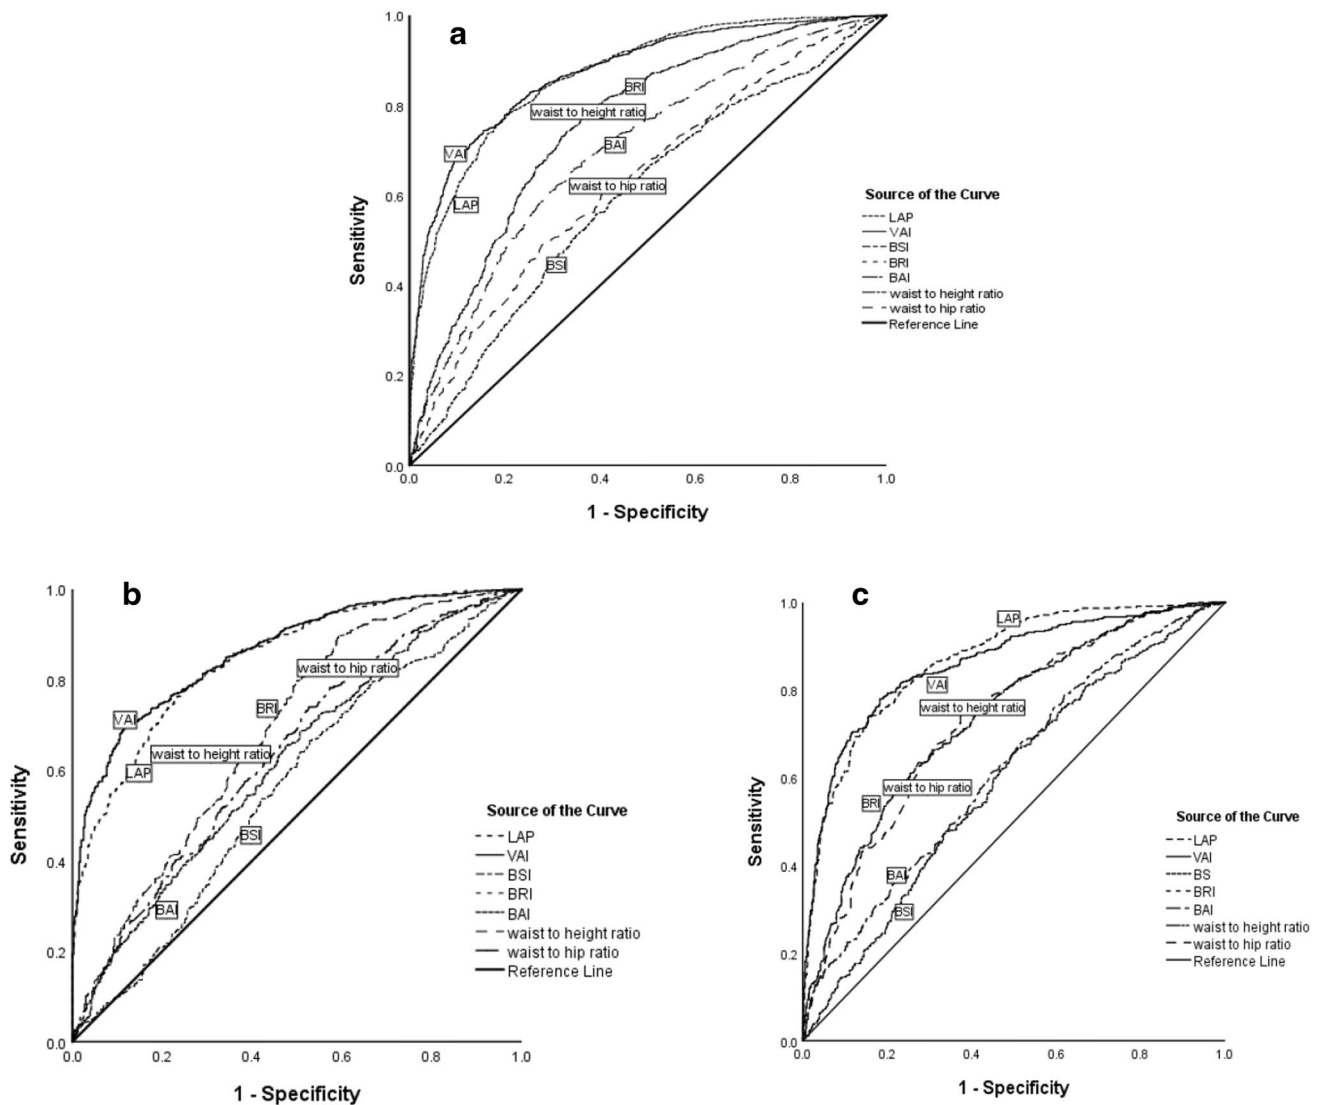 a
1.0
0.8
0.6
0.4
0.2
0.0
Sensitivity
BRI
waist to height ratio
VAI
BAI
waist to hip ratio
LAP
BSI
0.0 0.2 0.4 0.6 0.8 1.0
1 - Specificity
Source of the Curve
LAP
VAI
BSI
BRI
BAI
waist to height ratio
waist to hip ratio
Reference Line
b
1.0
0.8
0.6
0.4
0.2
0.0
Sensitivity
waist to hip ratio
BRI
VAI
waist to height ratio
LAP
BSI
BAI
0.0 0.2 0.4 0.6 0.8 1.0
1 - Specificity
Source of the Curve
LAP
VAI
BSI
BRI
BAI
waist to height ratio
waist to hip ratio
Reference Line
c
1.0
0.8
0.6
0.4
0.2
0.0
Sensitivity
LAP
VAI
waist to height ratio
waist to hip ratio
BRI
BAI
BSI
0.0 0.2 0.4 0.6 0.8 1.0
1 - Specificity
Source of the Curve
LAP
VAI
BS
BRI
BAI
waist to height ratio
waist to hip ratio
Reference Line